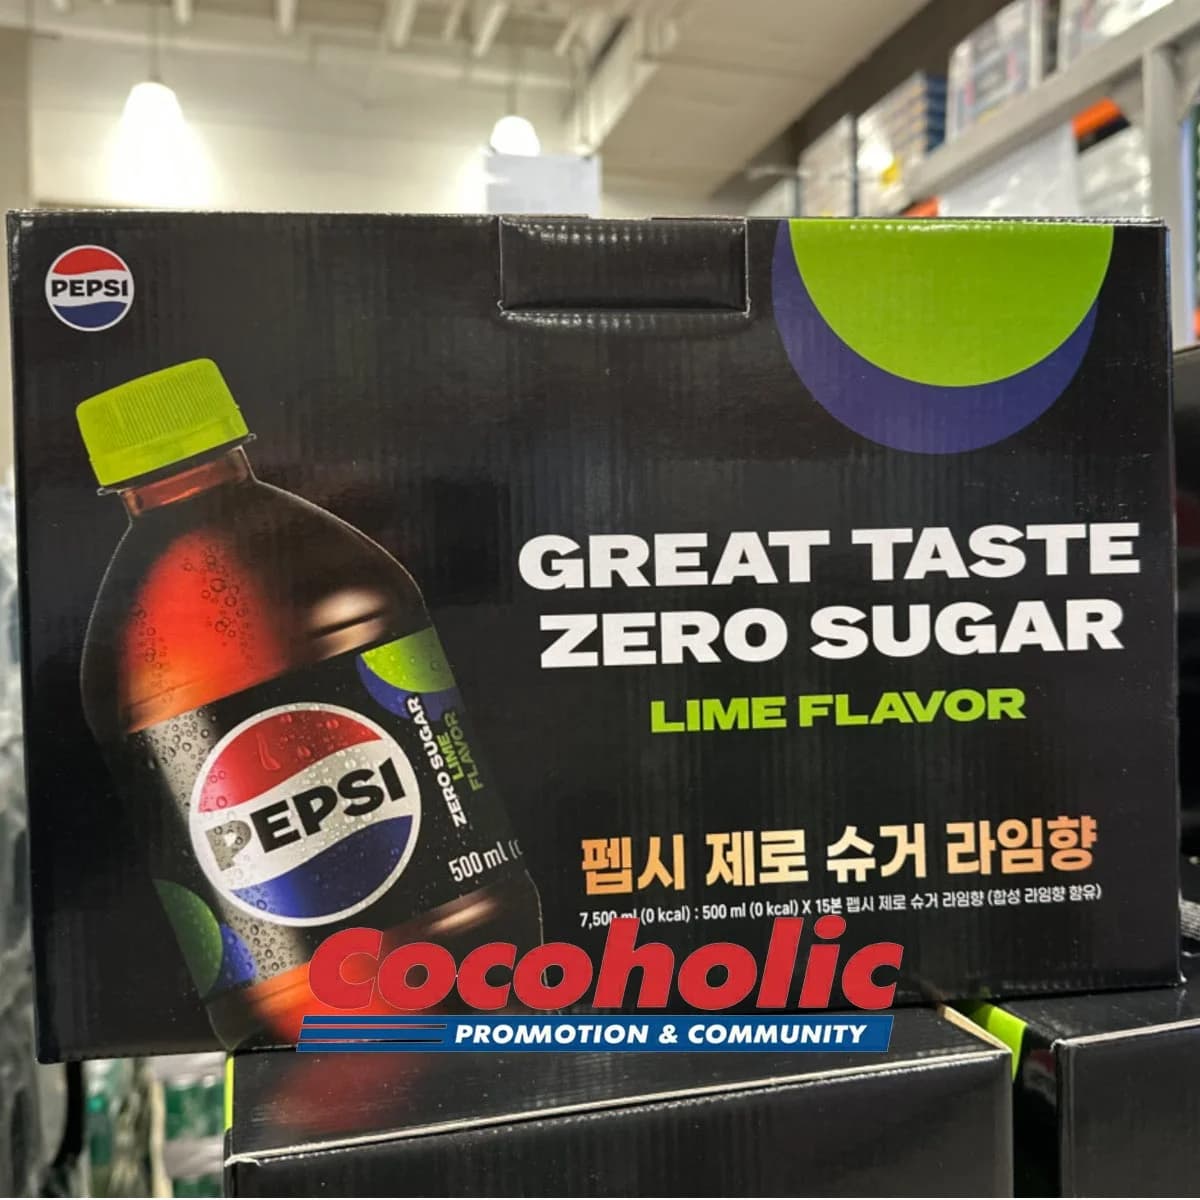 PEPSI
GREAT TASTE
ZERO SUGAR
LIME FLAVOR
PEPSI
ZERO SUGAR
LIME
FLAVOR
500 ml
펩시 제로 슈거 라임향
7,500 ml (0 kcal) : 500 ml (0 kcal) X 15본 펩시 제로 슈거 라임향 (합성 라임향 함유)
Cocoholic
PROMMOTION & COMMUNITY